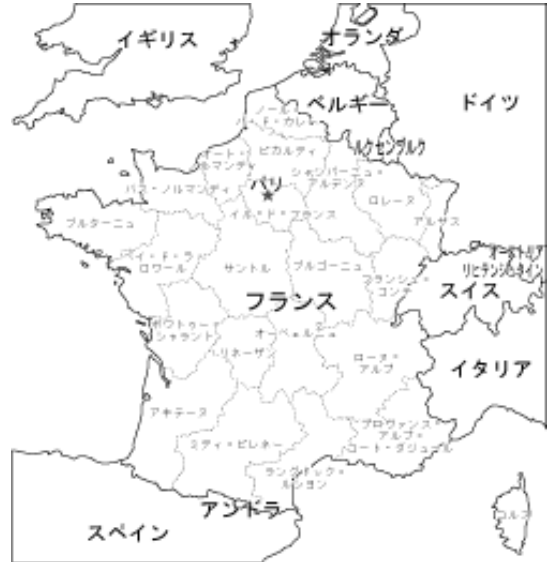 イギリス
オランダ
ベルギー
ドイツ
ノール・
パ・ド・カレー
ルクセンブルク
ピカルディ
オート・
ノルマンディ
シャンパーニュ・
アルデンヌ
パリ
バス・ノルマンディ
ロレーヌ
イル・ド・フランス
アルザス
ブルターニュ
ペイ・ド・ラ・
ロワール
サントル
ブルゴーニュ
フランシュ・
コンテ
オーストリア
リヒテンシュタイン
スイス
フランス
ポワトゥー・
シャラント
オーベェルニュ
リムーザン
ローヌ・
アルプ
イタリア
アキテーヌ
プロヴァンス・
アルプ・
コート・ダジュール
ミディ・ピレネー
ラングドック・
ルシヨン
アンドラ
コルス
スペイン